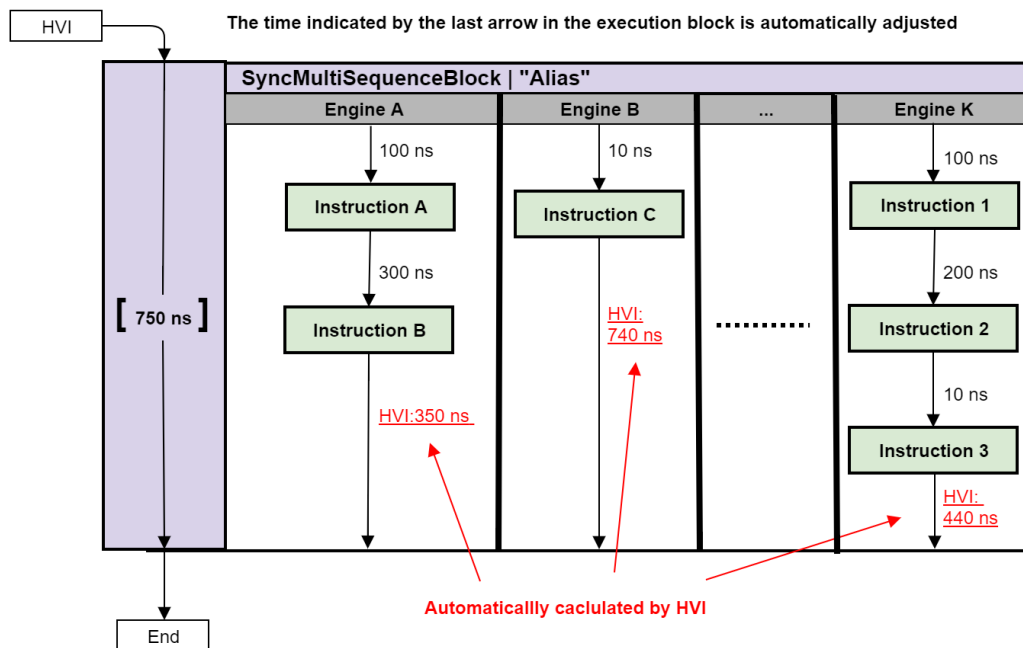 HVI
The time indicated by the last arrow in the execution block is automatically adjusted
SyncMultiSequenceBlock | "Alias"
Engine A
Engine B
...
Engine K
100 ns
10 ns
100 ns
Instruction A
Instruction C
Instruction 1
300 ns
200 ns
[ 750 ns ]
Instruction B
HVI:
740 ns
Instruction 2
10 ns
HVI:350 ns
Instruction 3
HVI:
440 ns
Automaticallly caclulated by HVI
End